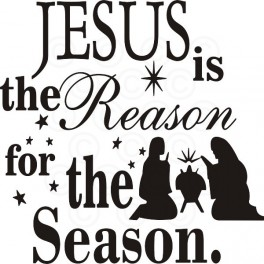 JESUS is
the Reason
for the
Season.